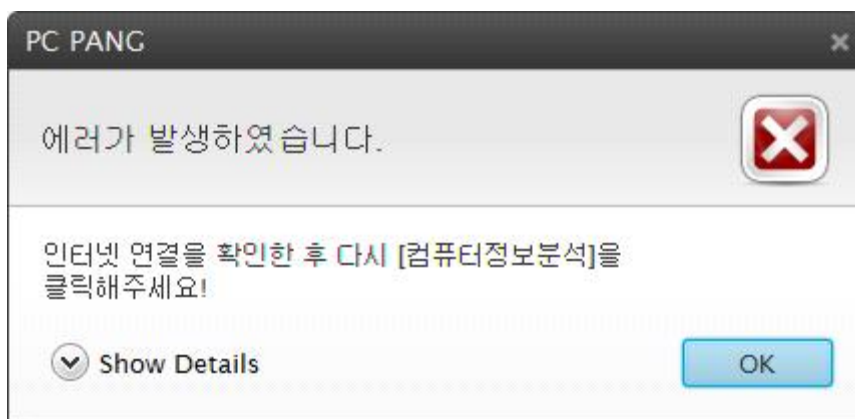 PC PANG
에러가 발생하였습니다.
인터넷 연결을 확인한 후 다시 [컴퓨터정보분석]을
클릭해주세요!
Show Details
OK